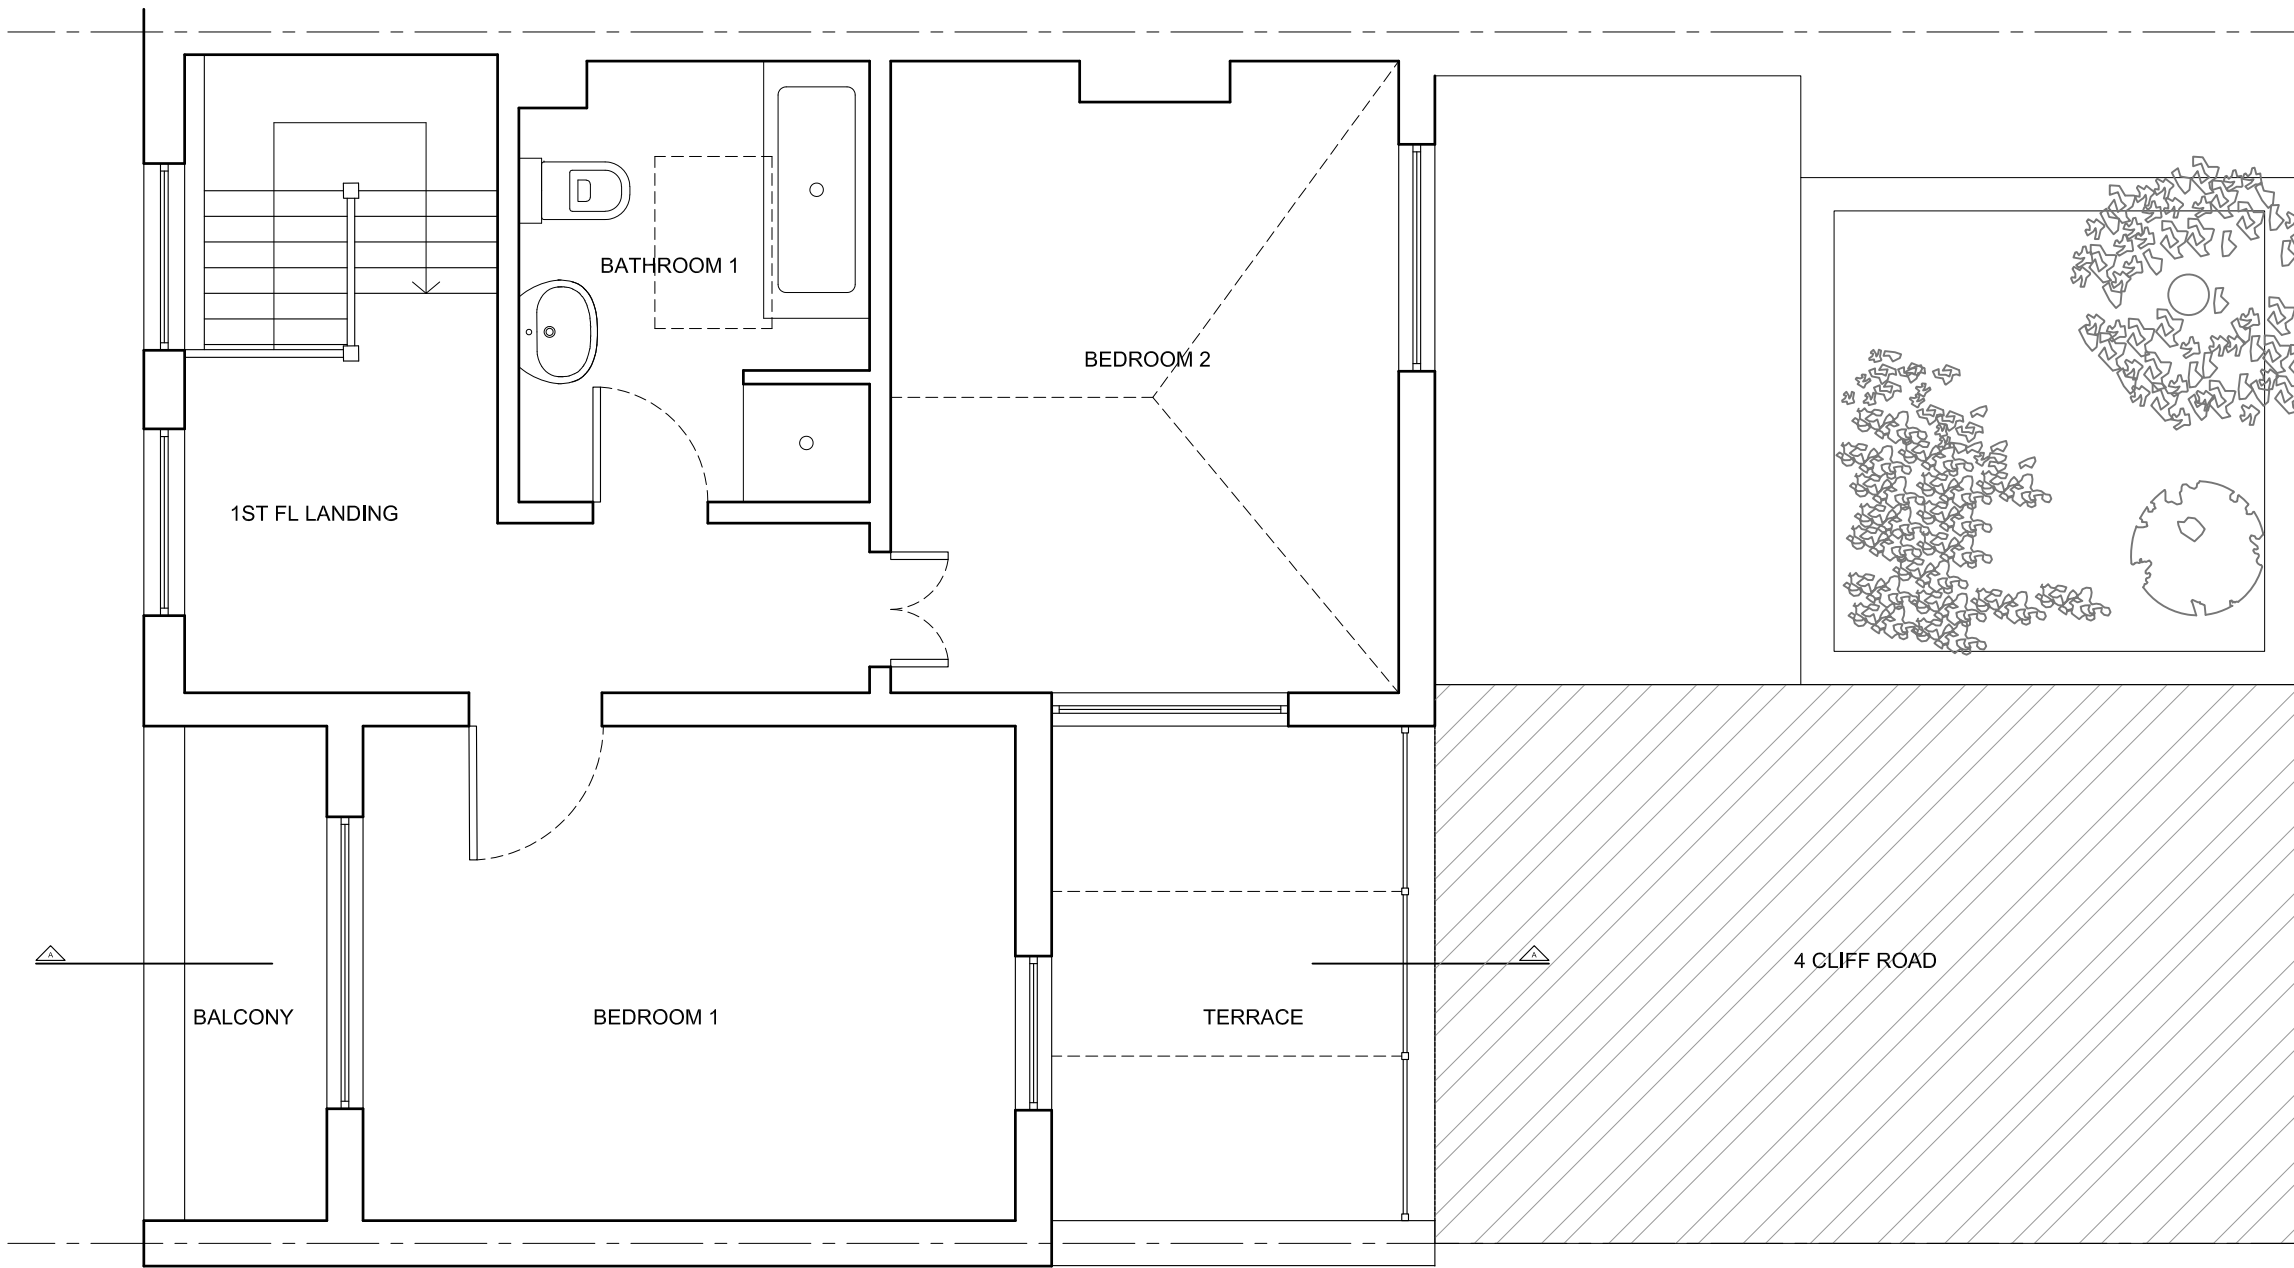 BATHROOM 1
BEDROOM 2
1ST FL LANDING
A
A
4 CLIFF ROAD
BALCONY
BEDROOM 1
TERRACE